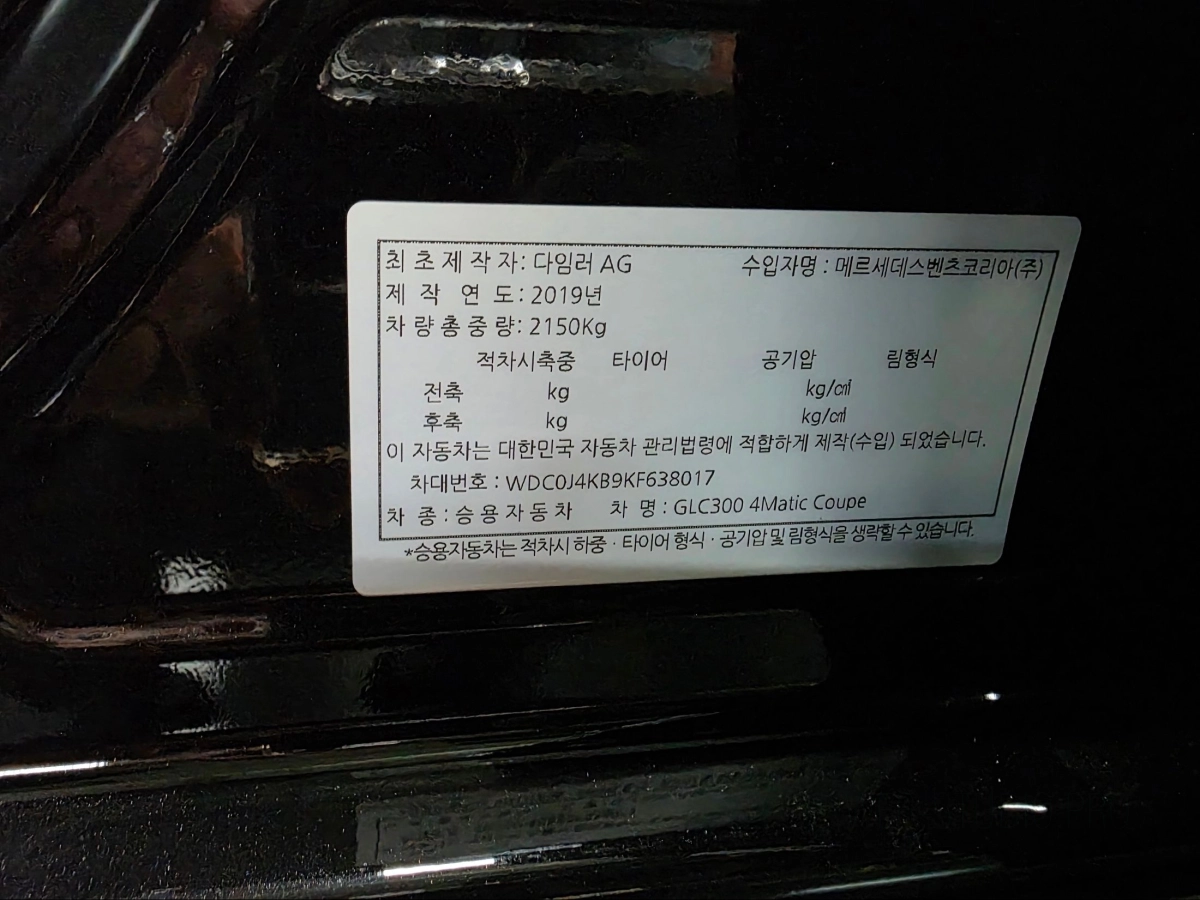 최초제작자: 다임러 AG 수입자명 : 메르세데스벤츠코리아(주)
제 작 연 도: 2019년
차량총중량: 2150Kg
적차시축중 타이어 공기압 림형식
전축 kg kg/㎠
후축 kg kg/㎠
이 자동차는 대한민국 자동차 관리법령에 적합하게 제작(수입) 되었습니다.
차대번호 : WDC0J4KB9KF638017
차 종 : 승용자동차 차 명 : GLC300 4Matic Coupe
*승용자동차는 적차시 하중 · 타이어 형식 · 공기압 및 림형식을 생략할 수 있습니다.